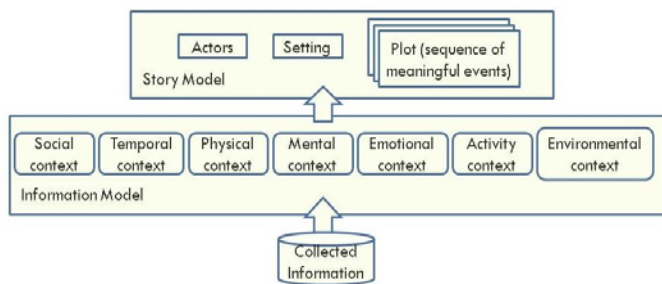 Actors
Setting
Plot (sequence of
meaningful events)
Story Model
Social
context
Temporal
context
Physical
context
Mental
context
Emotional
context
Activity
context
Environmental
context
Information Model
Collected
Information